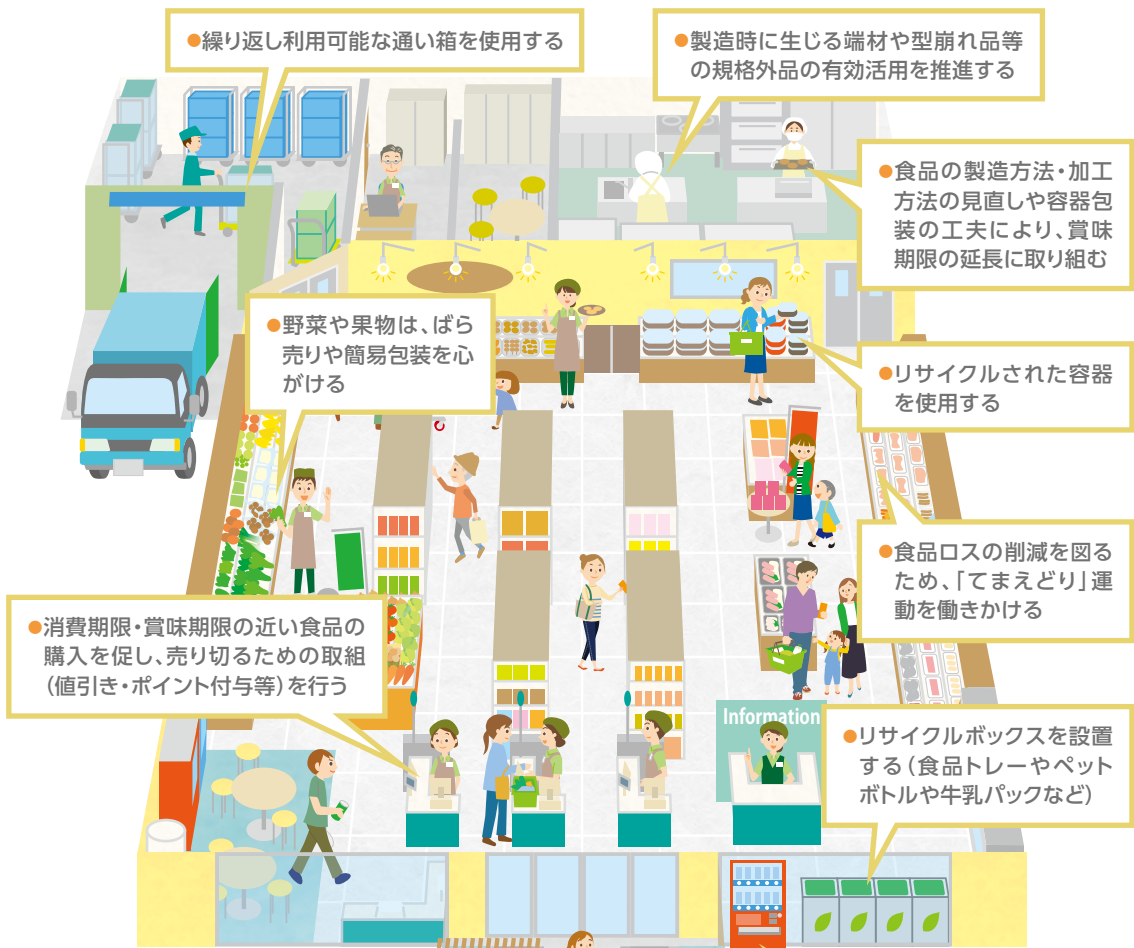 ●繰り返し利用可能な通い箱を使用する
●製造時に生じる端材や型崩れ品等
の規格外品の有効活用を推進する
●食品の製造方法・加工
方法の見直しや容器包
装の工夫により、賞味
期限の延長に取り組む
●野菜や果物は、ばら
売りや簡易包装を心
がける
●リサイクルされた容器
を使用する
●食品ロスの削減を図る
ため、「てまえどり」運
動を働きかける
●消費期限・賞味期限の近い食品の
購入を促し、売り切るための取組
（値引き・ポイント付与等）を行う
Information
●リサイクルボックスを設置
する（食品トレーやペット
ボトルや牛乳パックなど）